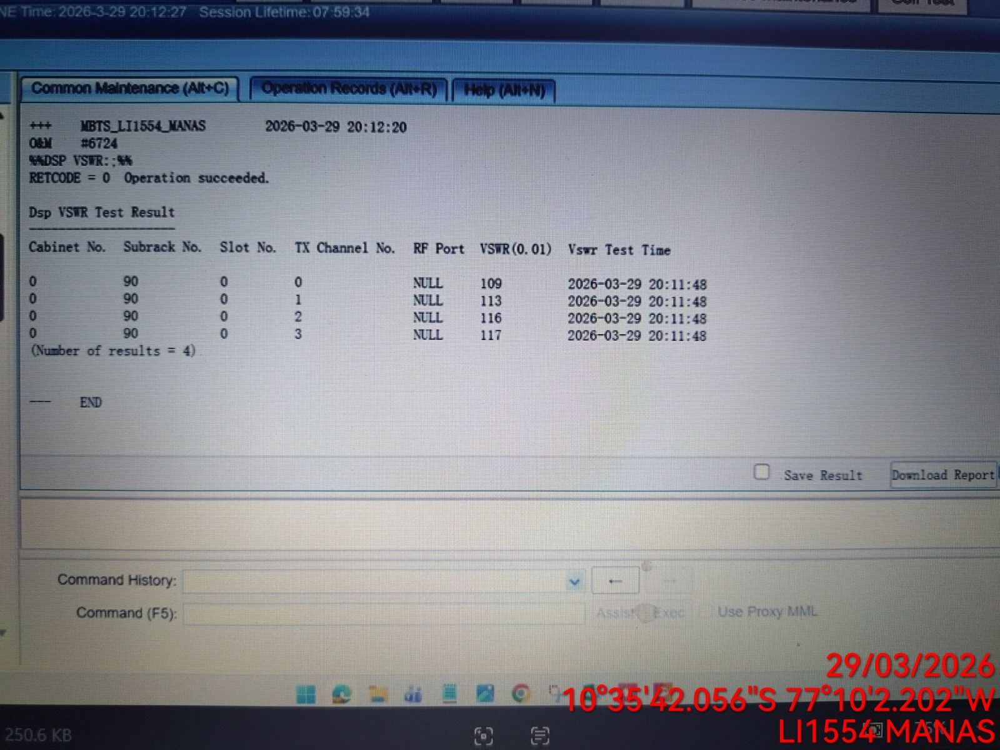 NE Time: 2026-3-29 20:12:27 Session Lifetime: 07:59:34
Common Maintenance (Alt+C) Operation Records (Alt+R) Help (Alt+N)
+++ MBTS_LI1554_MANAS 2026-03-29 20:12:20
O&M #6724
%%DSP VSWR:;%%
RETCODE = 0 Operation succeeded.
Dsp VSWR Test Result
--------------------
Cabinet No. Subrack No. Slot No. TX Channel No. RF Port VSWR(0.01) Vswr Test Time
0 90 0 0 NULL 109 2026-03-29 20:11:48
0 90 0 1 NULL 113 2026-03-29 20:11:48
0 90 0 2 NULL 116 2026-03-29 20:11:48
0 90 0 3 NULL 117 2026-03-29 20:11:48
(Number of results = 4)
--- END
Save Result Download Report
Command History:
Command (F5): Assist Exec Use Proxy MML
29/03/2026
10°35'42.056"S 77°10'2.202"W
LI1554 MANAS
250.6 KB